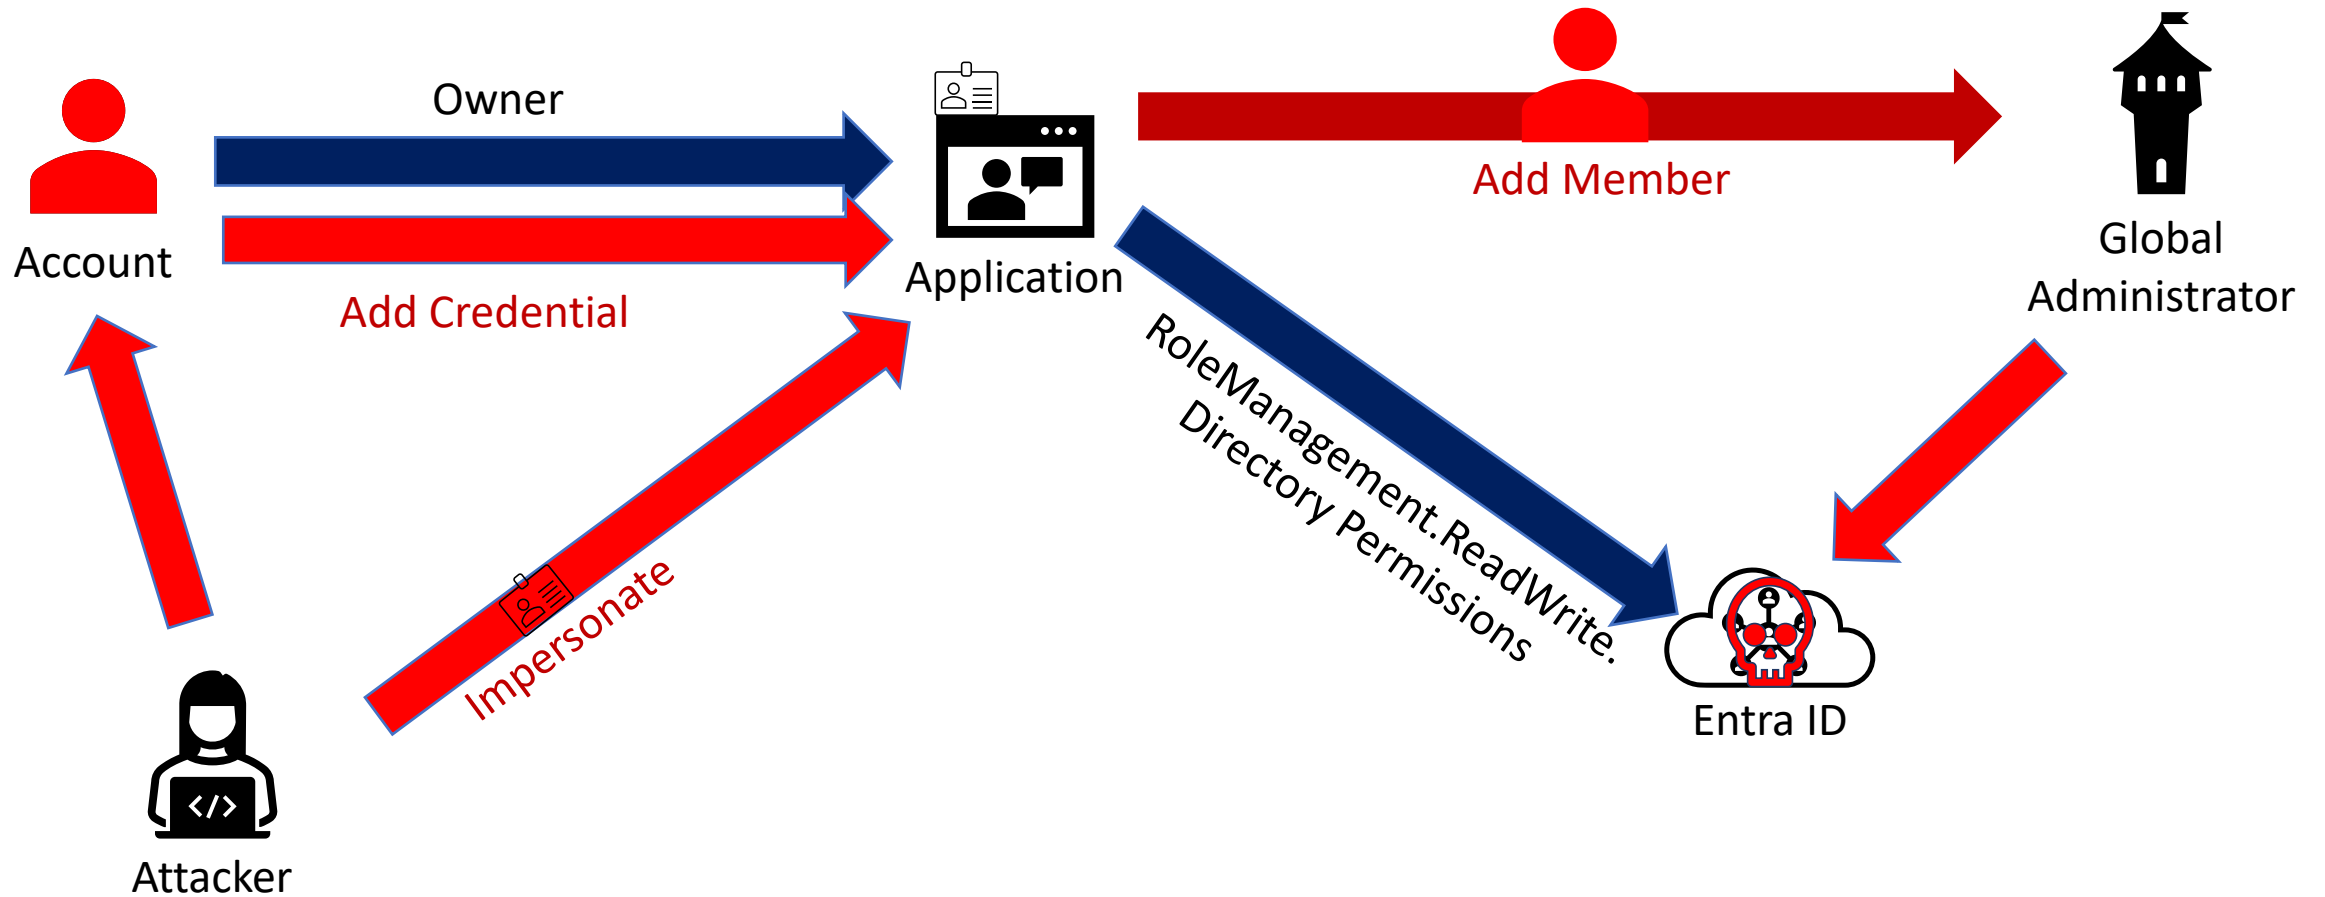 Owner
Account
Add Credential
Application
Add Member
Global
Administrator
RoleManagement.ReadWrite.
Directory Permissions
Impersonate
</>
Attacker
Entra ID